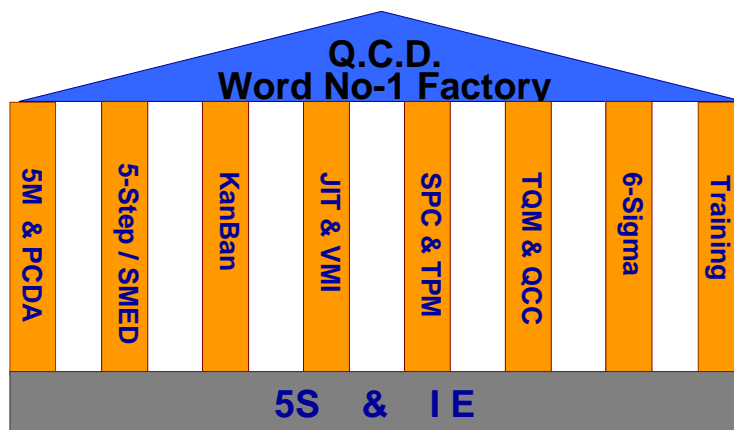 Q.C.D.
Word No-1 Factory
5M & PCDA
5-Step / SMED
KanBan
JIT & VMI
SPC & TPM
TQM & QCC
6-Sigma
Training
5S & I E